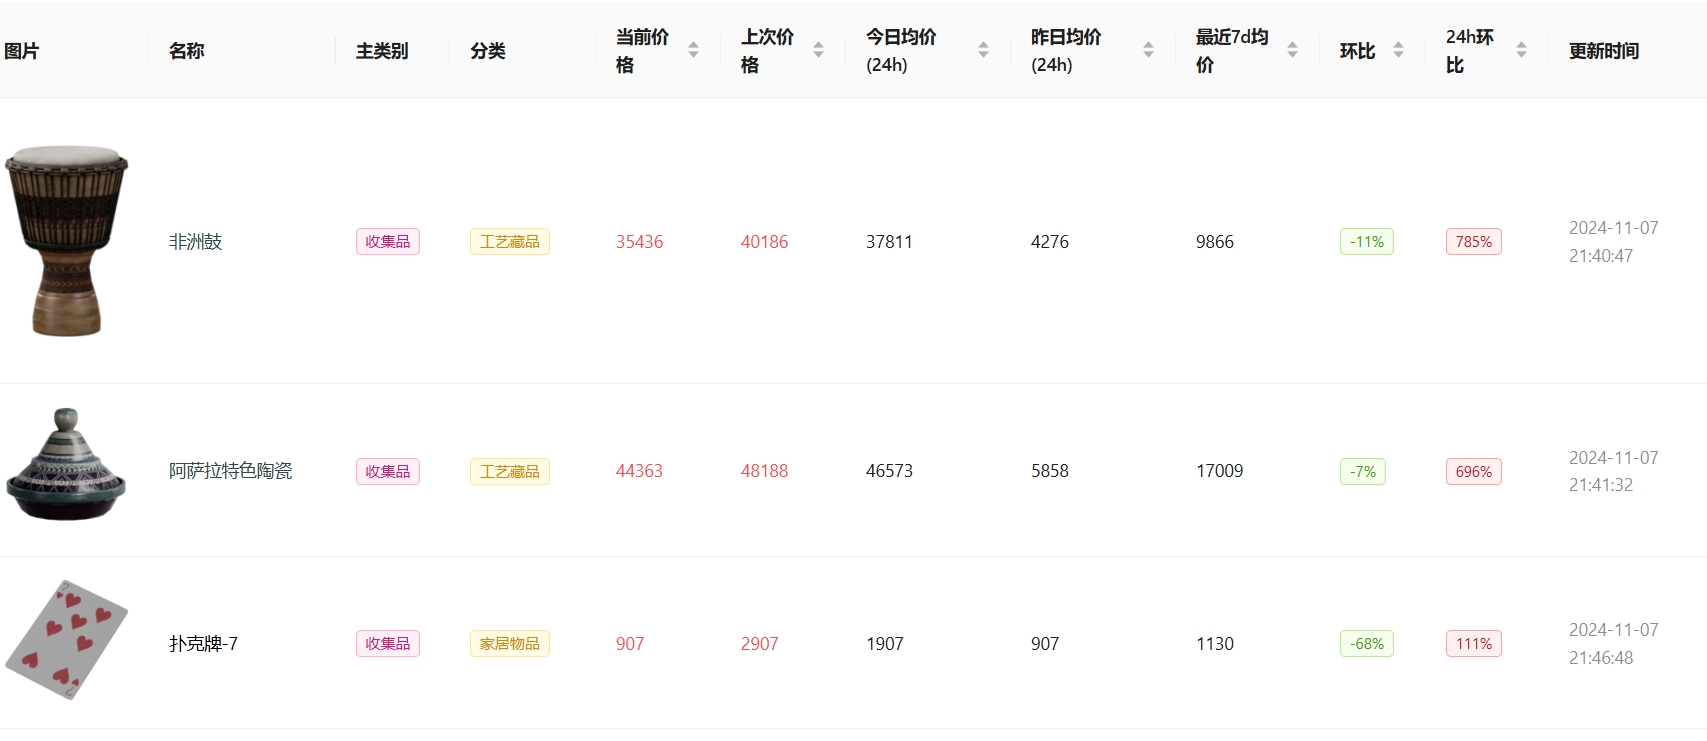 图片 名称 主类别 分类 当前价格 上次价格 今日均价(24h) 昨日均价(24h) 最近7d均价 环比 24h环比 更新时间
非洲鼓 收集品 工艺藏品 35436 40186 37811 4276 9866 -11% 785% 2024-11-07 21:40:47
阿萨拉特色陶瓷 收集品 工艺藏品 44363 48188 46573 5858 17009 -7% 696% 2024-11-07 21:41:32
7
7
扑克牌-7 收集品 家居物品 907 2907 1907 907 1130 -68% 111% 2024-11-07 21:46:48